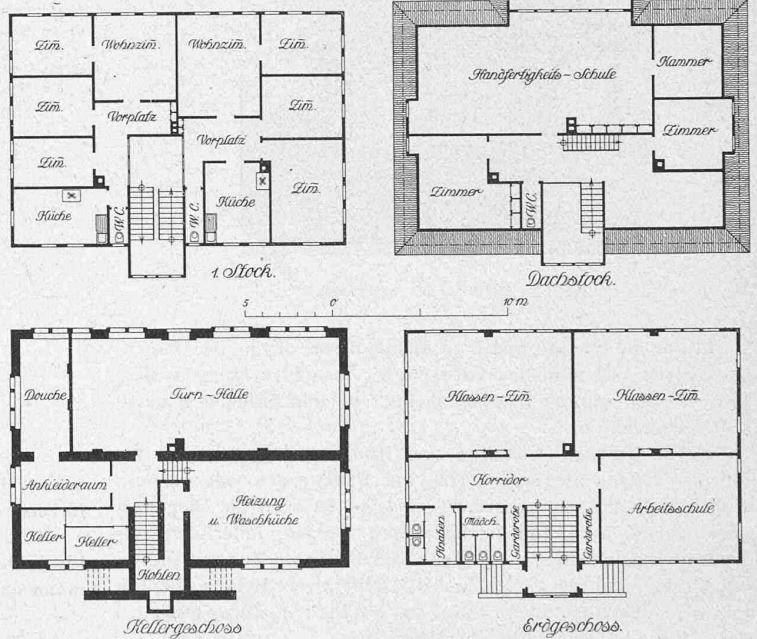 Zim̄. Wohnzim̄. Wohnzim̄. Zim̄.
Zim̄. Vorplatz Zim̄.
Vorplatz
Zim̄. Zim̄.
Küche W.C. W.C. Küche
1. Stock.
Handfertigkeits-Schule Kammer
Zimmer
Zimmer W.C.
Dachstock.
5 0 10 m
Douche Turn-Halle
Ankleideraum Heizung
u. Waschküche
Keller Keller
Kohlen
Kellergeschoss
Klassen-Zim̄. Klassen-Zim̄.
Korridor
Knaben Mädch. Garderobe Garderobe Arbeitsschule
Erdgeschoss.